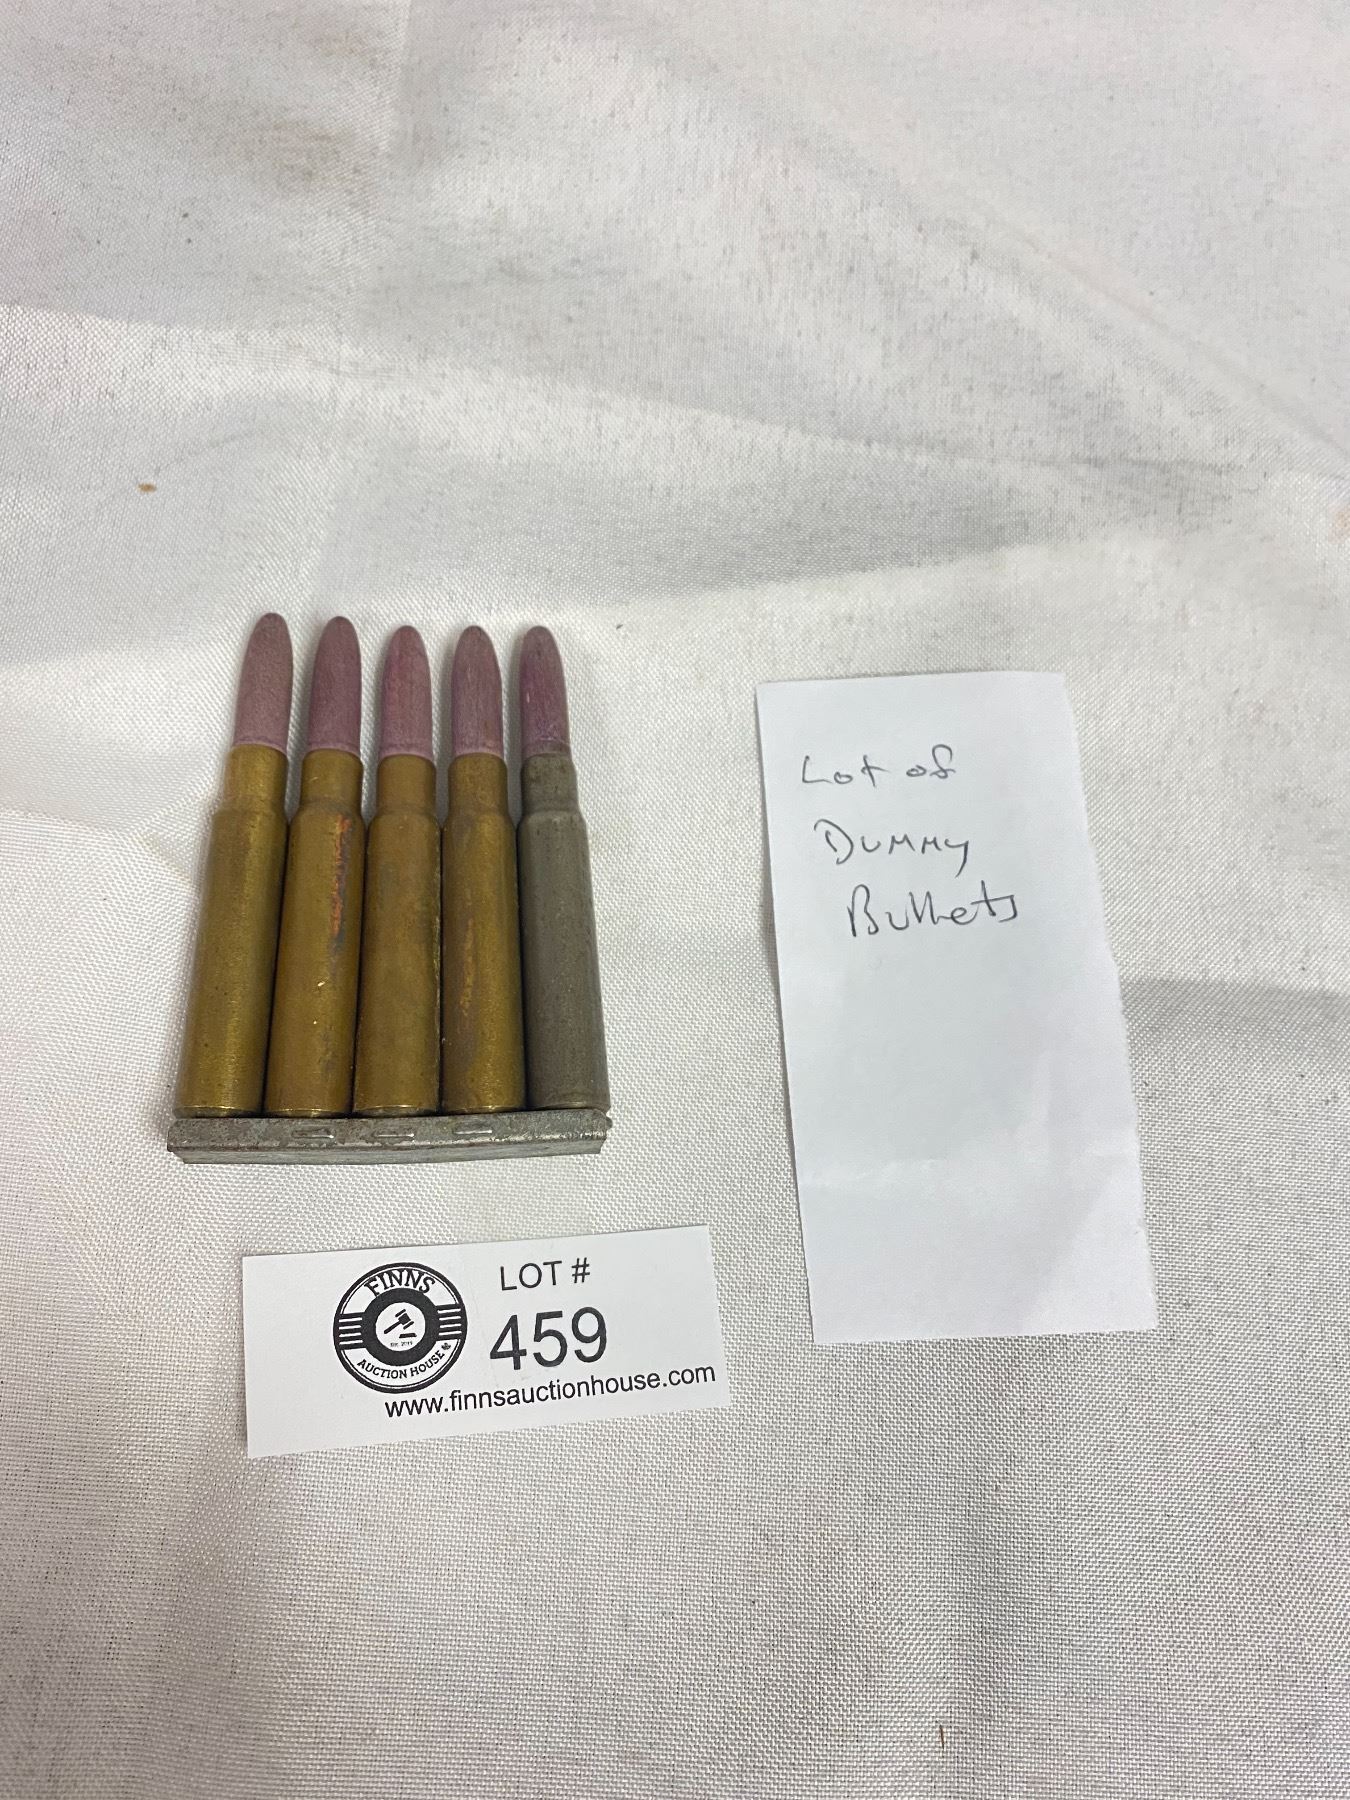 Lot of
Dummy
Bullets
FINNS
AUCTION HOUSE
LOT #
459
www.finnsauctionhouse.com